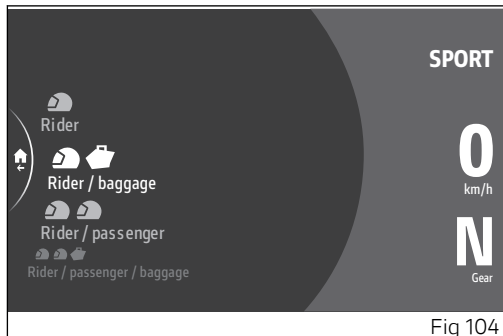 SPORT
Rider
Rider / baggage
0
km/h
Rider / passenger
N
Rider / passenger / baggage
Gear
Fig 104